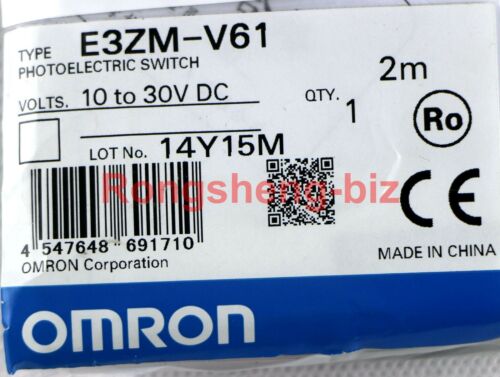 TYPE E3ZM-V61
PHOTOELECTRIC SWITCH
2m
VOLTS. 10 to 30V DC
QTY. 1
Ro
LOT No. 14Y15M
Rongsheng-biz
CE
4 547648 691710
OMRON Corporation
MADE IN CHINA
OMRON